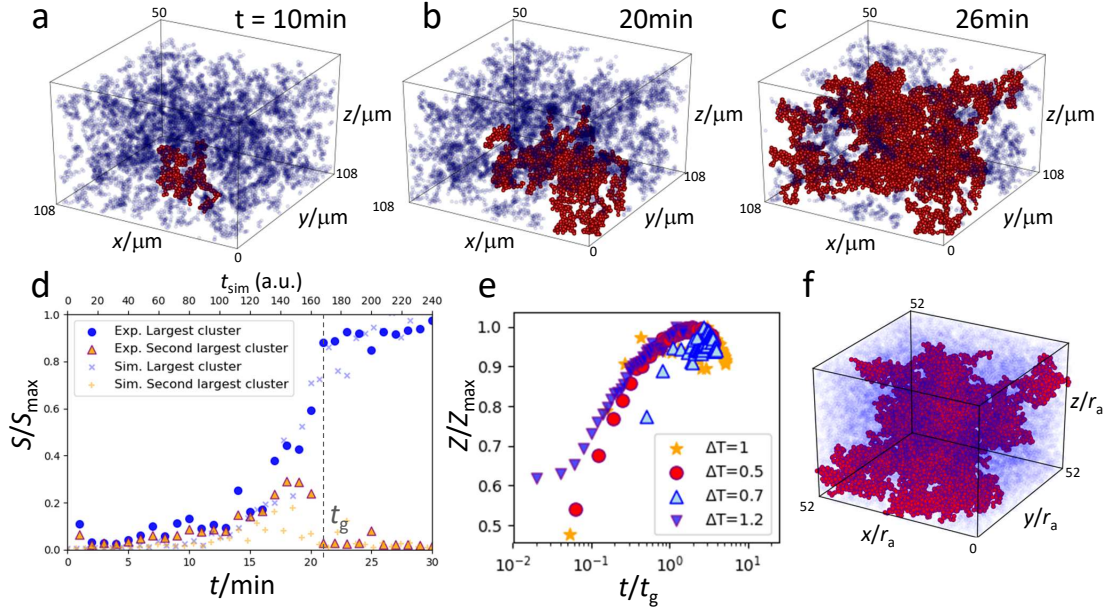 a t = 10min
50
z/μm
108
y/μm
108
x/μm
0
b 20min
50
z/μm
108
y/μm
108
x/μm
0
c 26min
50
z/μm
108
y/μm
108
x/μm
0
d
t_sim (a.u.)
0 20 40 60 80 100 120 140 160 180 200 220 240
1.0
0.8
0.6
0.4
0.2
0.0
S/S_max
Exp. Largest cluster
Exp. Second largest cluster
Sim. Largest cluster
Sim. Second largest cluster
t_g
0 5 10 15 20 25 30
t/min
e
1.0
0.9
0.8
0.7
0.6
0.5
Z/Z_max
ΔT=1
ΔT=0.5
ΔT=0.7
ΔT=1.2
10⁻² 10⁻¹ 10⁰ 10¹
t/t_g
f
52
z/r_a
52
y/r_a
52
x/r_a
0